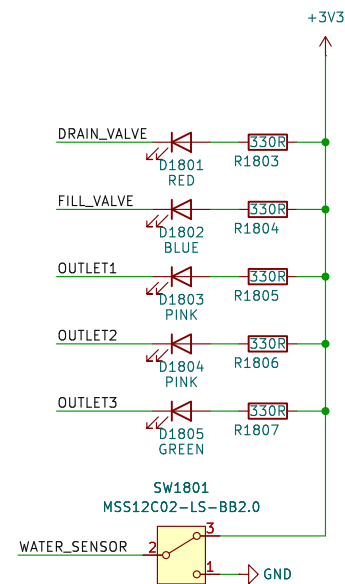 +3V3
DRAIN_VALVE
330R
D1801
R1803
RED
FILL_VALVE
330R
D1802
R1804
BLUE
OUTLET1
330R
D1803
R1805
PINK
OUTLET2
330R
D1804
R1806
PINK
OUTLET3
330R
D1805
R1807
GREEN
SW1801
MSS12C02-LS-BB2.0
3
WATER_SENSOR
2
1
GND